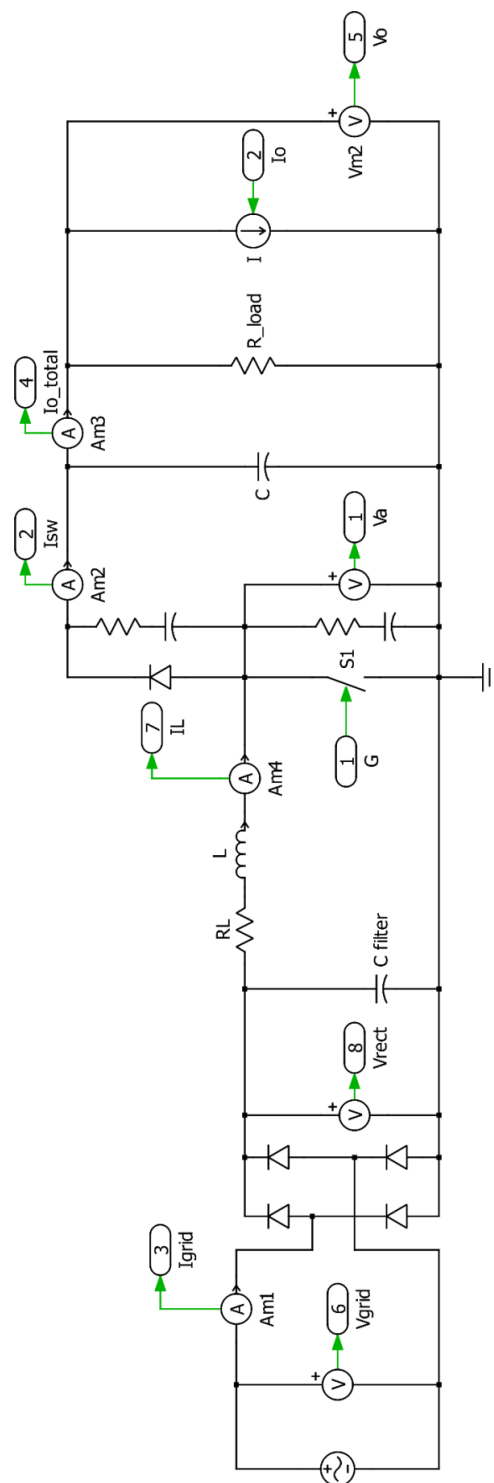 3
Igrid
A
Am1
6
Vgrid
V
+
8
Vrect
V
+
C filter
RL
L
7
IL
A
Am4
1
G
S1
2
Isw
A
Am2
1
Va
V
+
C
4
Io_total
A
Am3
R_load
2
Io
I
5
Vo
V
+
Vm2